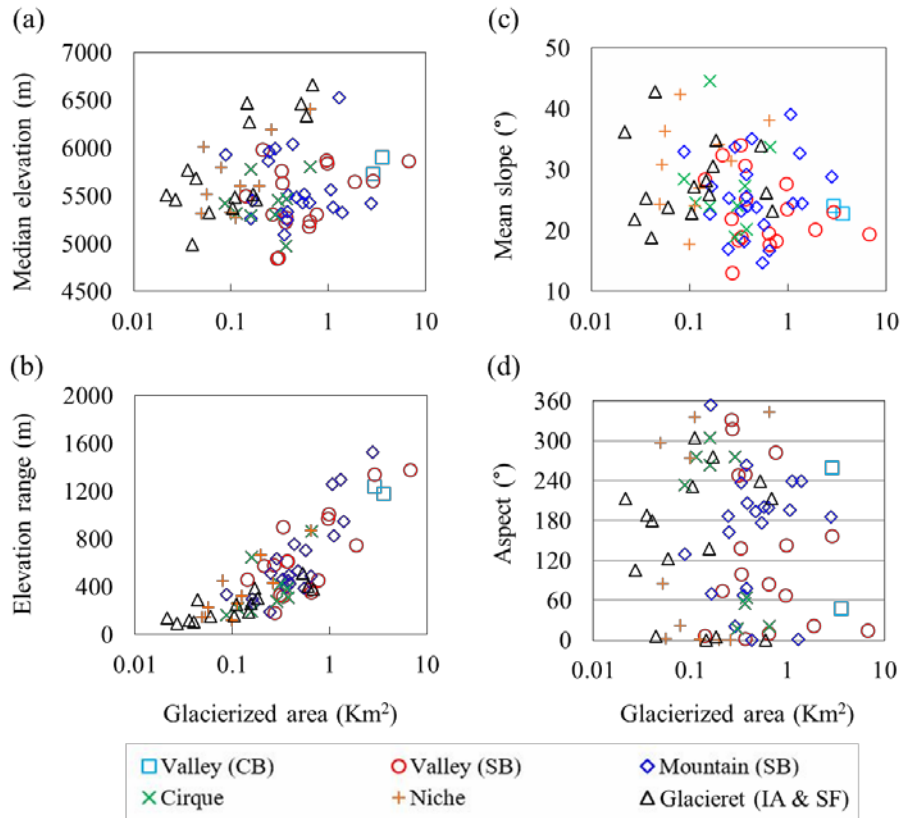 (a)
Median elevation (m)
7000
6500
6000
5500
5000
4500
0.01 0.1 1 10
(c)
Mean slope (°)
50
40
30
20
10
0.01 0.1 1 10
(b)
Elevation range (m)
2000
1600
1200
800
400
0
0.01 0.1 1 10
Glacierized area (Km²)
(d)
Aspect (°)
360
300
240
180
120
60
0
0.01 0.1 1 10
Glacierized area (Km²)
Valley (CB) Valley (SB) Mountain (SB)
Cirque Niche Glacieret (IA & SF)